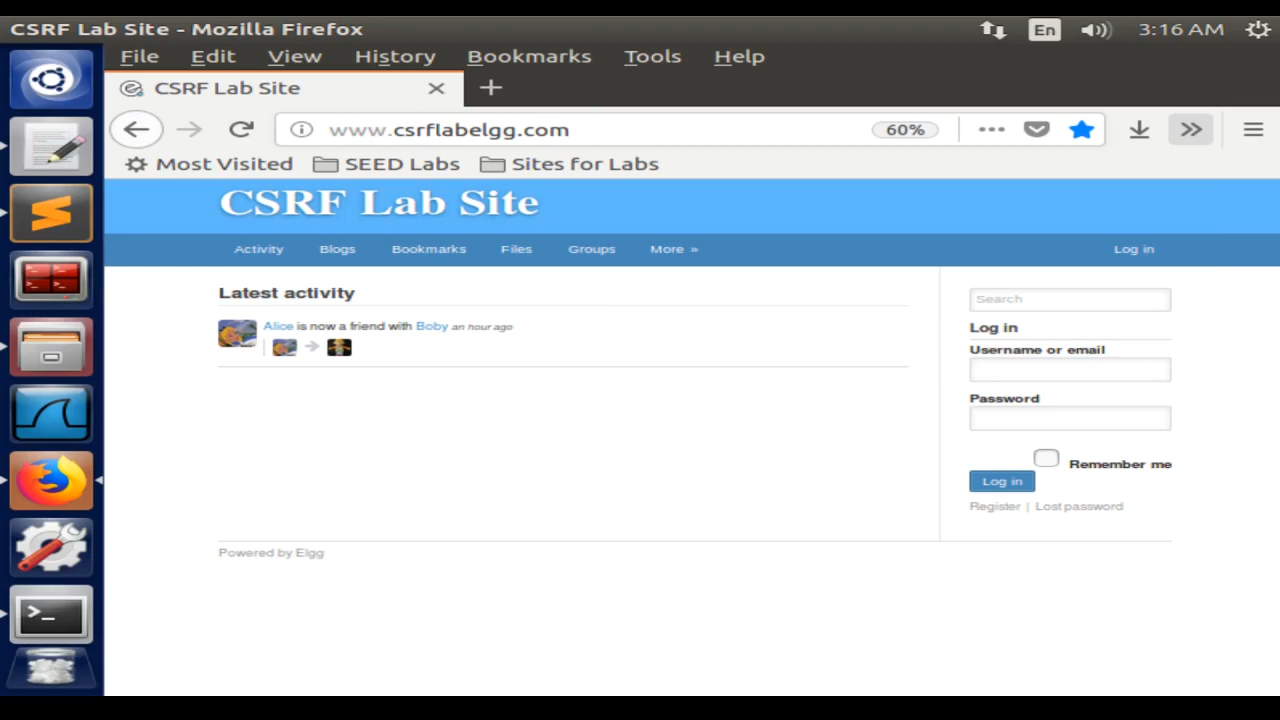 CSRF Lab Site - Mozilla Firefox
En
3:16 AM
File Edit View History Bookmarks Tools Help
CSRF Lab Site
www.csrflabelgg.com
60%
Most Visited SEED Labs Sites for Labs
CSRF Lab Site
Activity Blogs Bookmarks Files Groups More » Log in
Latest activity
Alice is now a friend with Boby an hour ago
Search
Log in
Username or email
Password
Remember me
Log in
Register | Lost password
Powered by Elgg